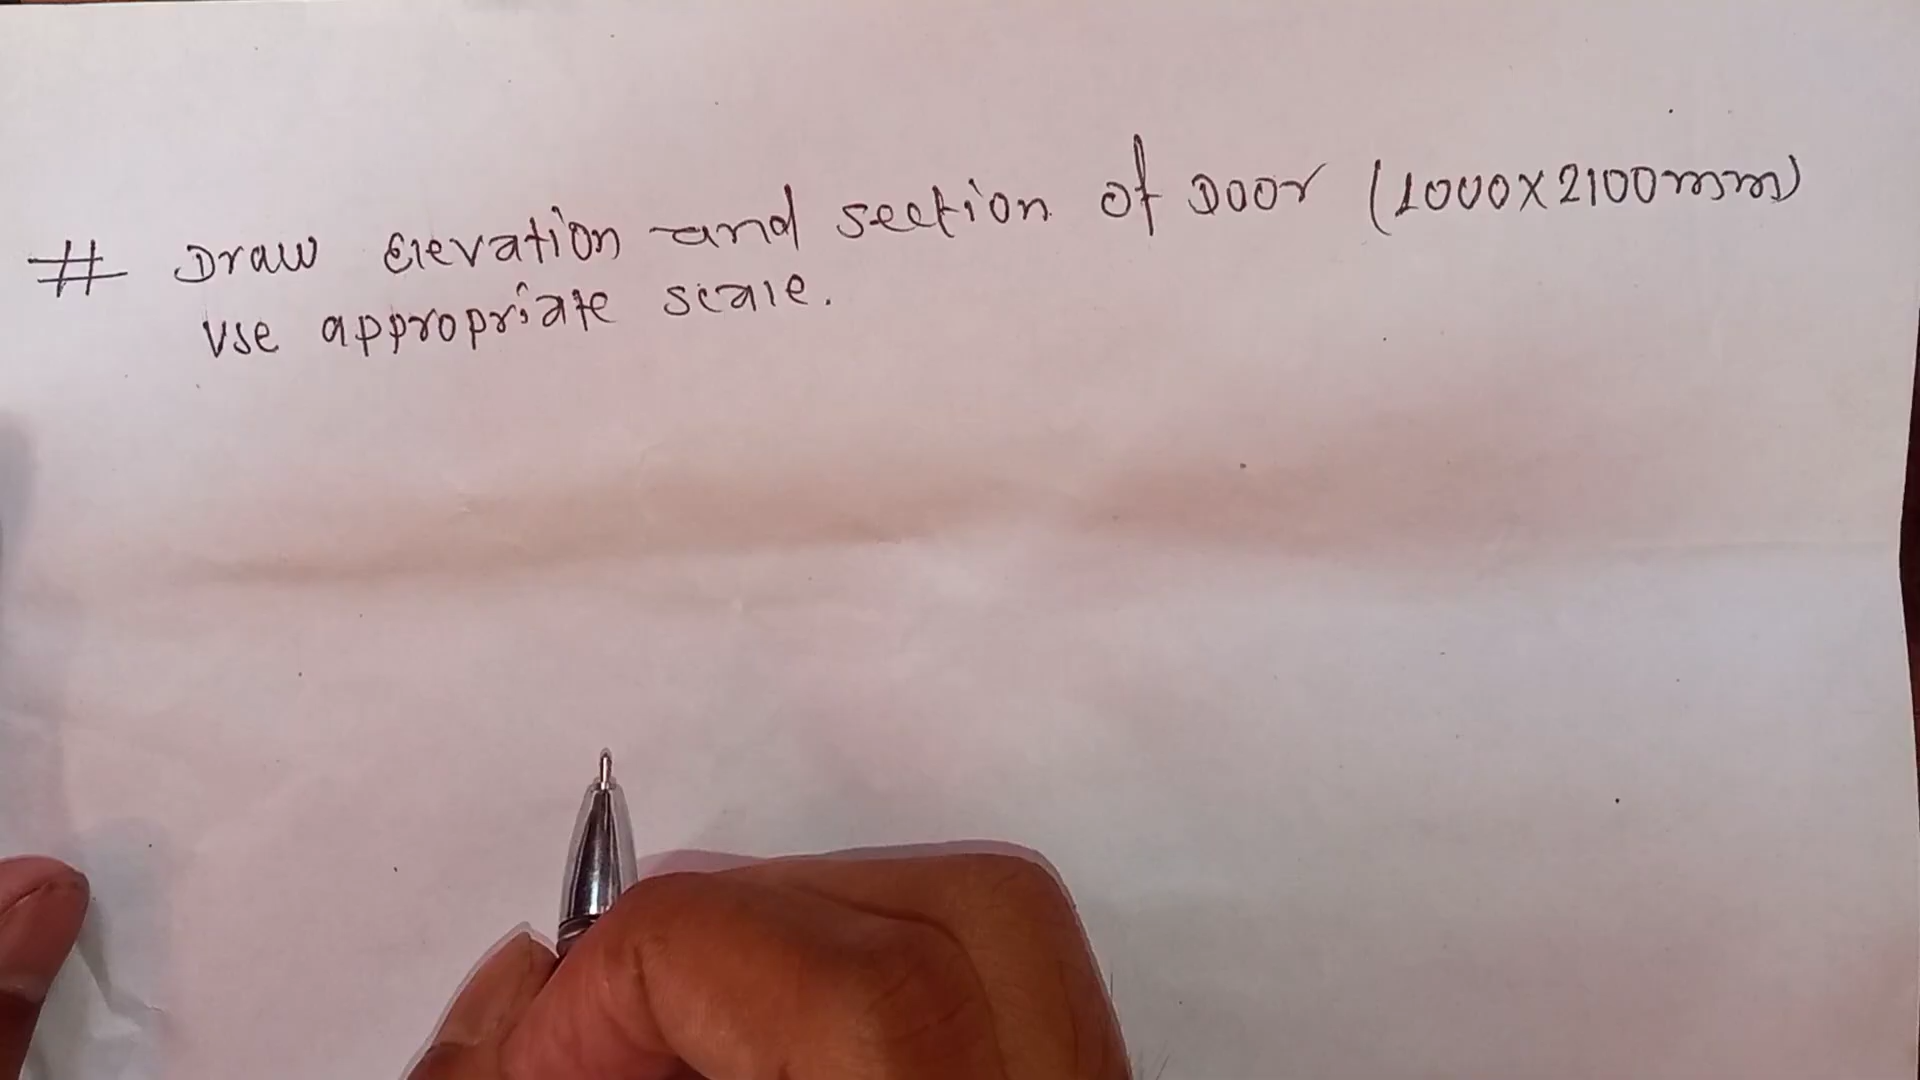 # Draw Elevation and section of Door (1000x2100mm)
Use appropriate scale.